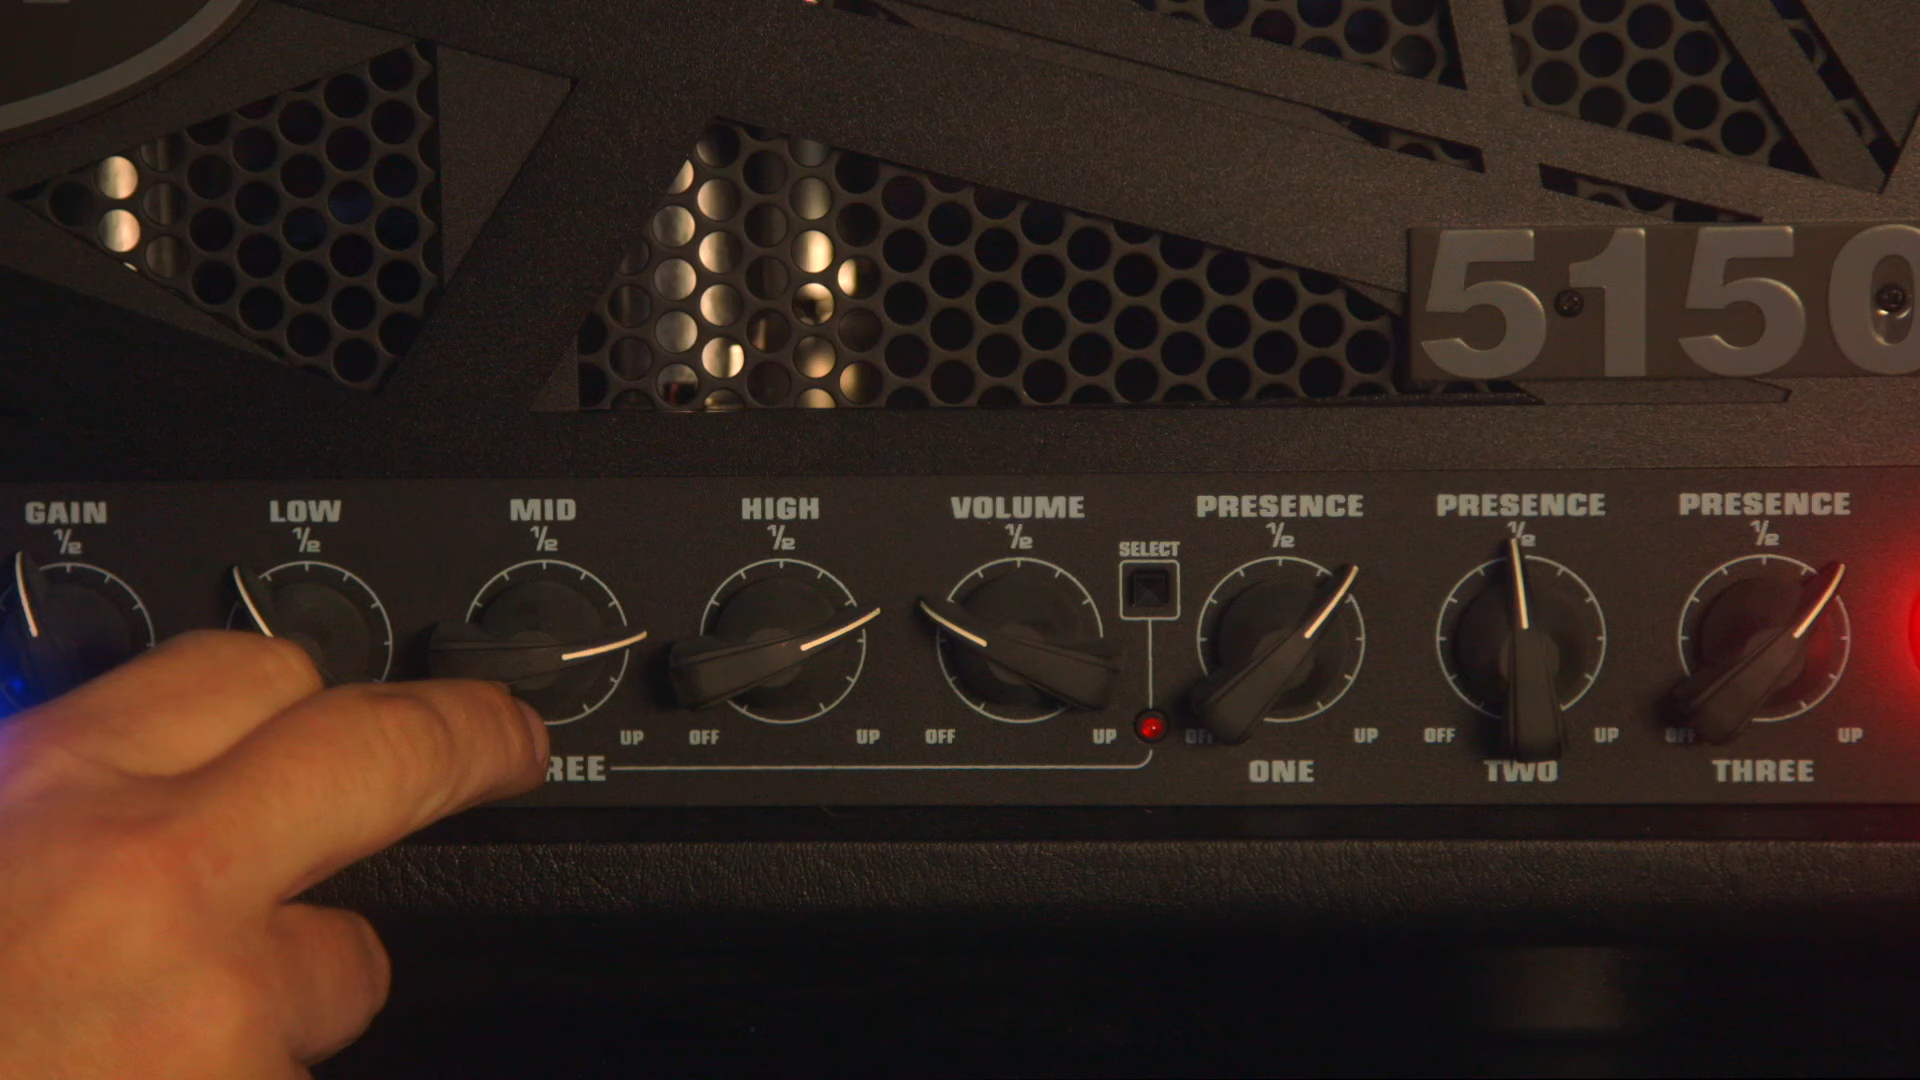 5150
GAIN LOW MID HIGH VOLUME PRESENCE PRESENCE PRESENCE
1/2 1/2 1/2 1/2 1/2 1/2 1/2 1/2
SELECT
UP OFF UP OFF UP OFF UP OFF UP OFF UP
REE ONE TWO THREE